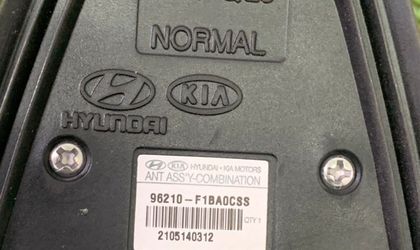 NORMAL
HYUNDAI KIA
HYUNDAI · KIA MOTORS
ANT ASS'Y-COMBINATION
96210-F1BA0CSS
QTY 1
2105140312